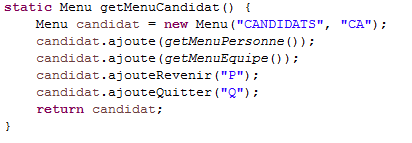 static Menu getMenuCandidat() {
    Menu candidat = new Menu("CANDIDATS", "CA");
    candidat.ajoute(getMenuPersonne());
    candidat.ajoute(getMenuEquipe());
    candidat.ajouteRevenir("P");
    candidat.ajouteQuitter("Q");
    return candidat;
}